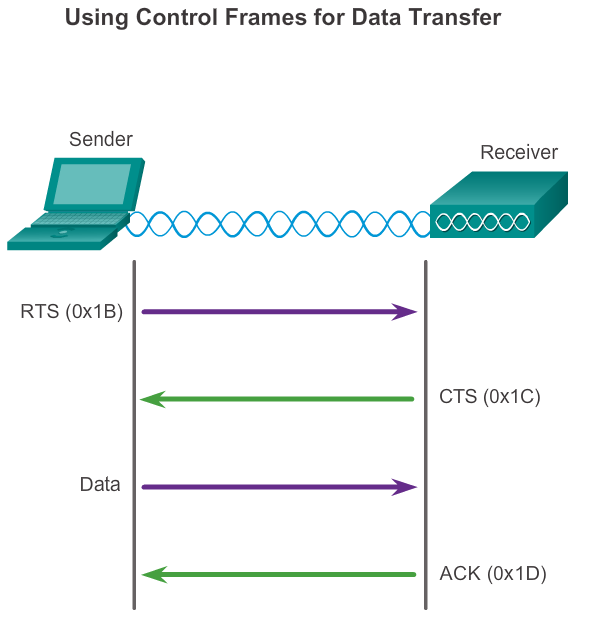 Using Control Frames for Data Transfer
Sender
Receiver
RTS (0x1B)
CTS (0x1C)
Data
ACK (0x1D)